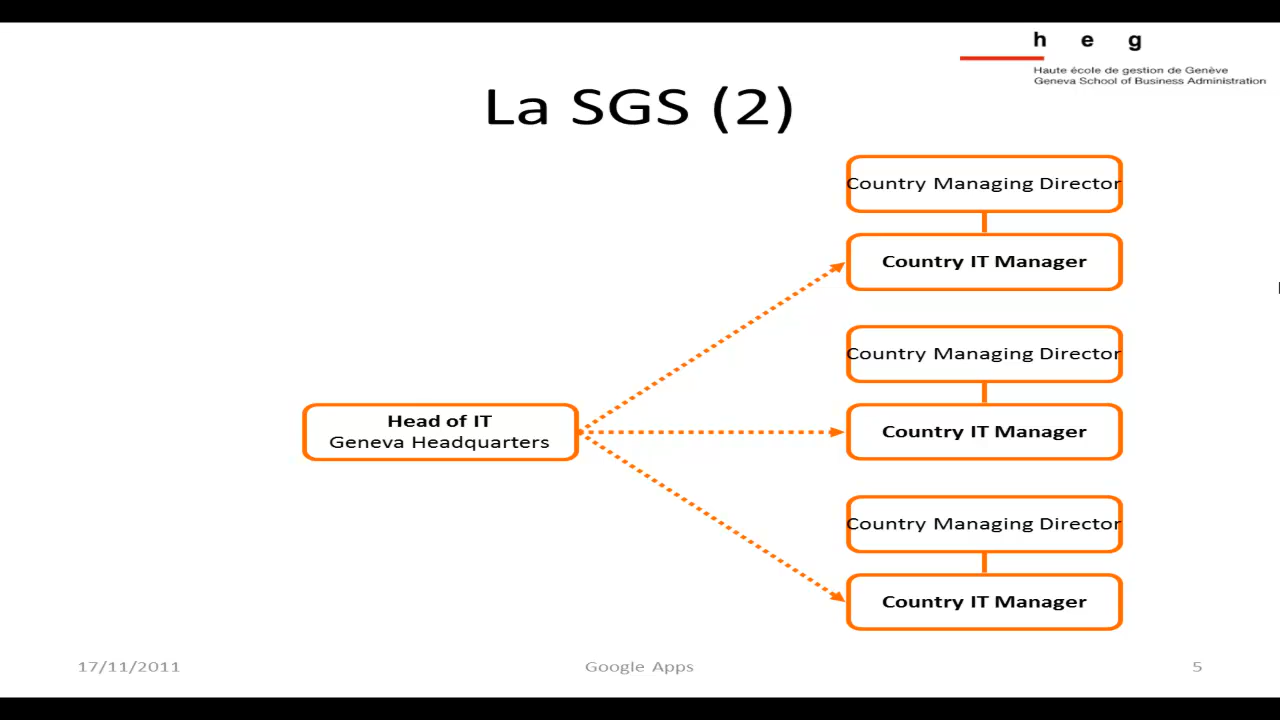 h e g
Haute école de gestion de Genève
Geneva School of Business Administration
La SGS (2)
Country Managing Director
Country IT Manager
Country Managing Director
Head of IT
Geneva Headquarters
Country IT Manager
Country Managing Director
Country IT Manager
17/11/2011
Google Apps
5